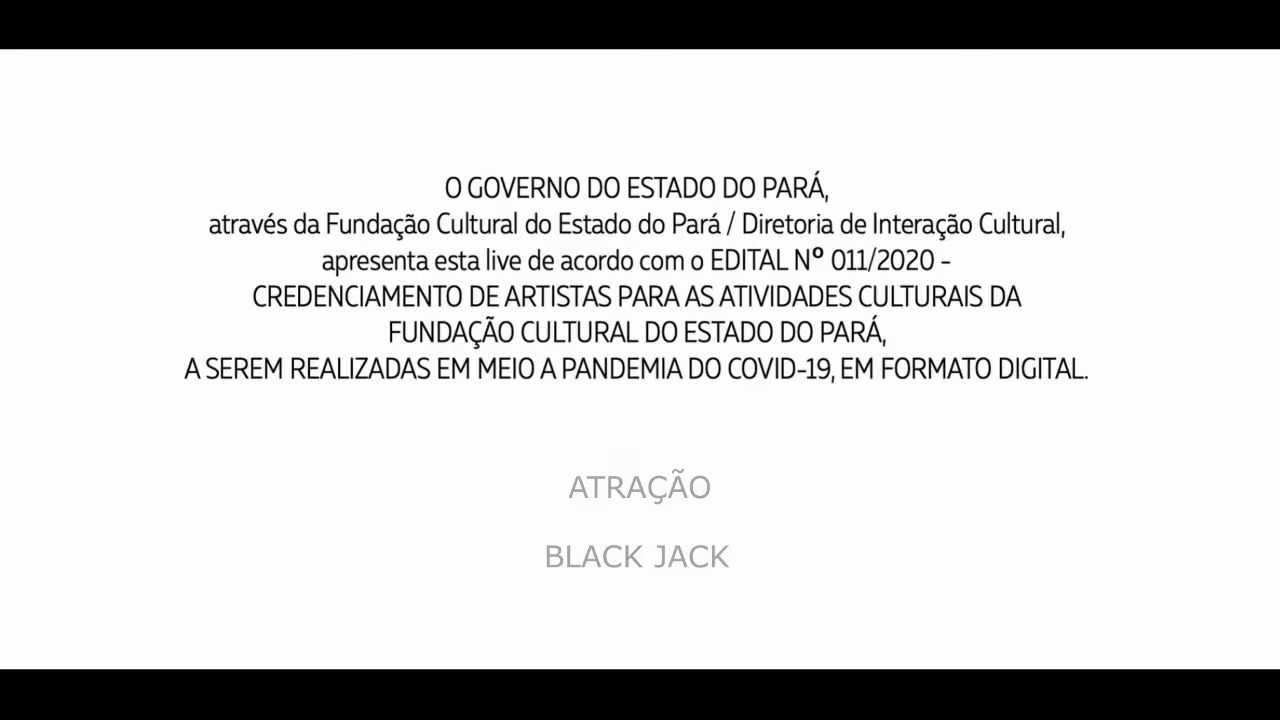 O GOVERNO DO ESTADO DO PARÁ,
através da Fundação Cultural do Estado do Pará / Diretoria de Interação Cultural,
apresenta esta live de acordo com o EDITAL Nº 011/2020 -
CREDENCIAMENTO DE ARTISTAS PARA AS ATIVIDADES CULTURAIS DA
FUNDAÇÃO CULTURAL DO ESTADO DO PARÁ,
A SEREM REALIZADAS EM MEIO A PANDEMIA DO COVID-19, EM FORMATO DIGITAL.
ATRAÇÃO
BLACK JACK